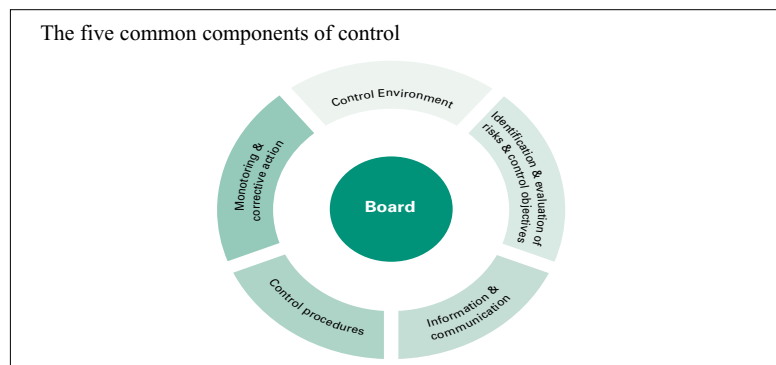 The five common components of control
Control Environment
Identification & evaluation of
risks & control objectives
Information &
communication
Control procedures
Monotoring &
corrective action
Board